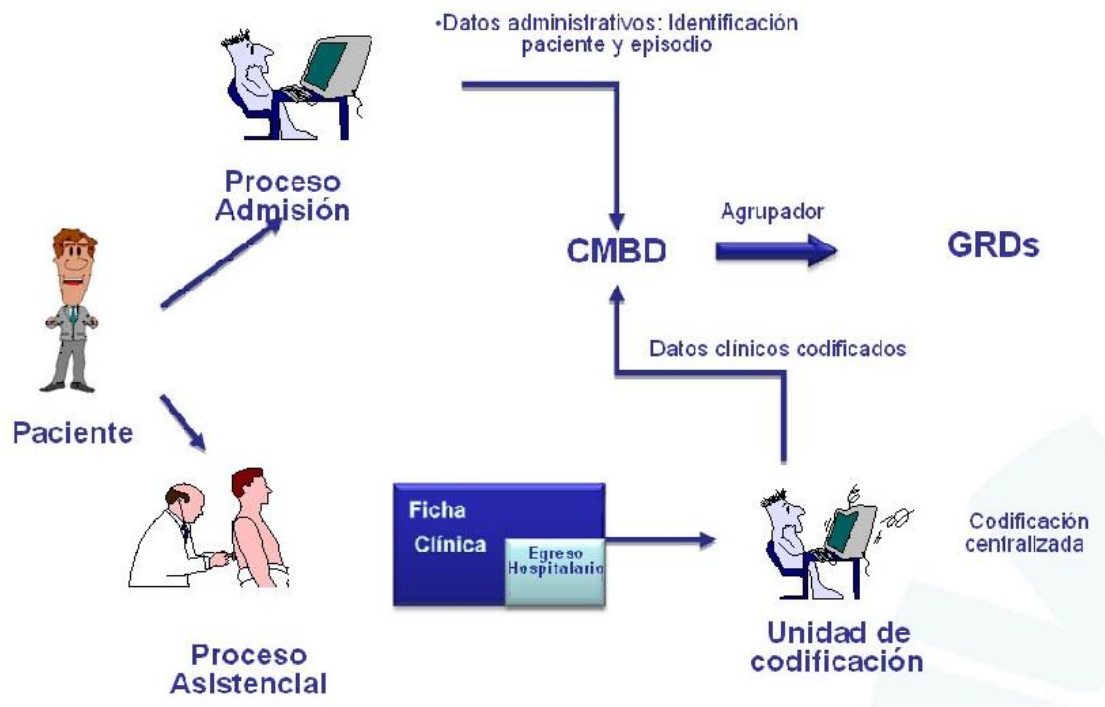 •Datos administrativos: Identificación
paciente y episodio
Proceso
Admisión
Agrupador
CMBD
GRDs
Datos clínicos codificados
Paciente
Ficha
Clínica
Egreso
Hospitalario
Codificación
centralizada
Unidad de
codificación
Proceso
Asistencial